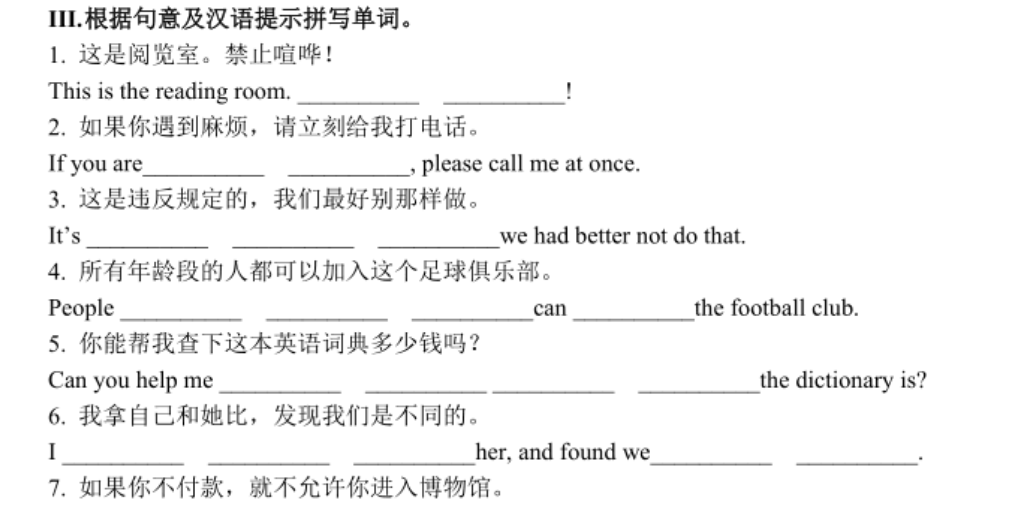 III.根据句意及汉语提示拼写单词。
1. 这是阅览室。禁止喧哗！
This is the reading room. __________ __________!
2. 如果你遇到麻烦，请立刻给我打电话。
If you are__________ __________, please call me at once.
3. 这是违反规定的，我们最好别那样做。
It's __________ __________ __________we had better not do that.
4. 所有年龄段的人都可以加入这个足球俱乐部。
People __________ __________ __________can __________the football club.
5. 你能帮我查下这本英语词典多少钱吗？
Can you help me __________ __________ __________ __________the dictionary is?
6. 我拿自己和她比，发现我们是不同的。
I __________ __________ __________her, and found we__________ __________.
7. 如果你不付款，就不允许你进入博物馆。